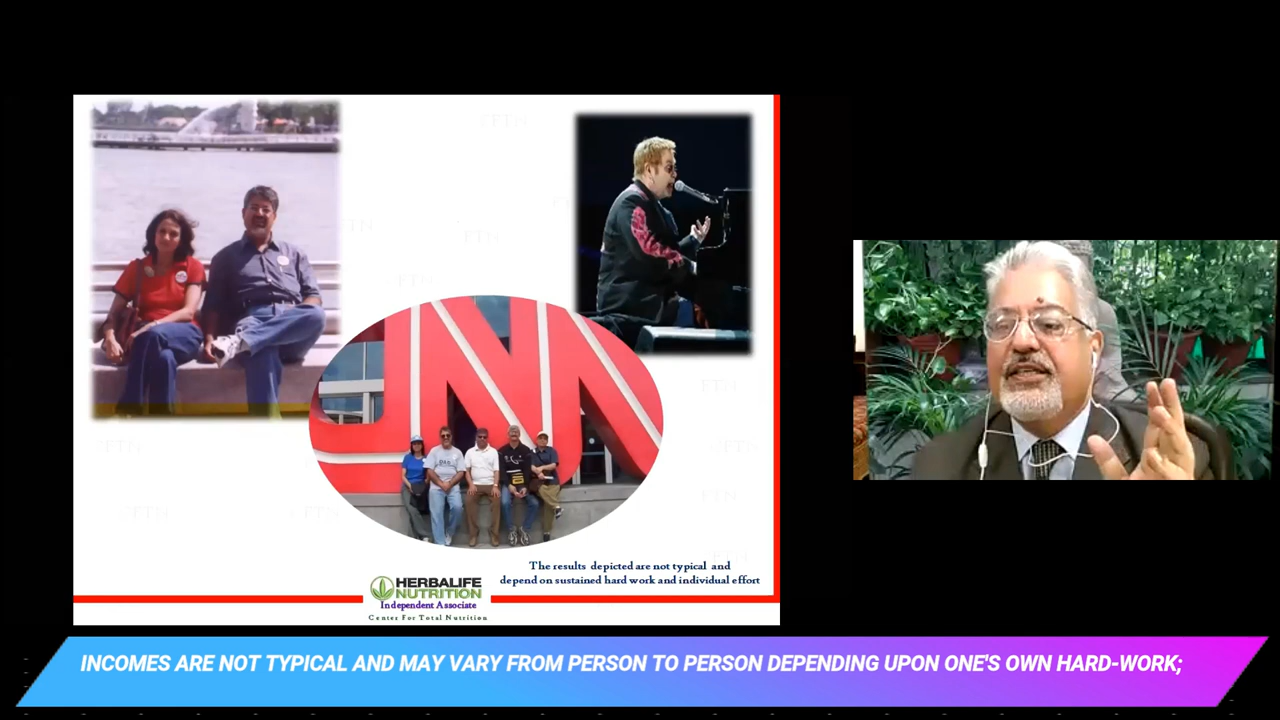 CNN
The results depicted are not typical and
depend on sustained hard work and individual effort
HERBALIFE
NUTRITION
Independent Associate
Center For Total Nutrition
INCOMES ARE NOT TYPICAL AND MAY VARY FROM PERSON TO PERSON DEPENDING UPON ONE'S OWN HARD-WORK;